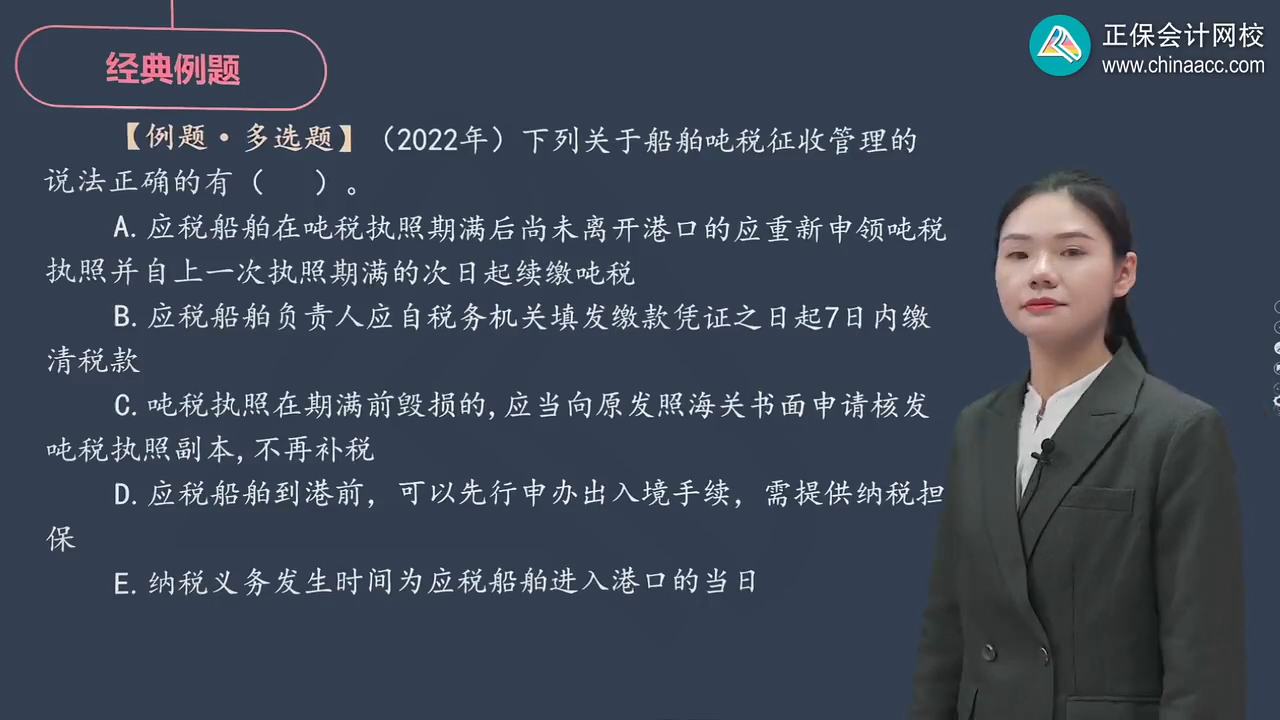 经典例题
正保会计网校
www.chinaacc.com
【例题·多选题】（2022年）下列关于船舶吨税征收管理的
说法正确的有（　　）。
A. 应税船舶在吨税执照期满后尚未离开港口的应重新申领吨税
执照并自上一次执照期满的次日起续缴吨税
B. 应税船舶负责人应自税务机关填发缴款凭证之日起7日内缴
清税款
C. 吨税执照在期满前毁损的,应当向原发照海关书面申请核发
吨税执照副本,不再补税
D. 应税船舶到港前，可以先行申办出入境手续，需提供纳税担
保
E. 纳税义务发生时间为应税船舶进入港口的当日